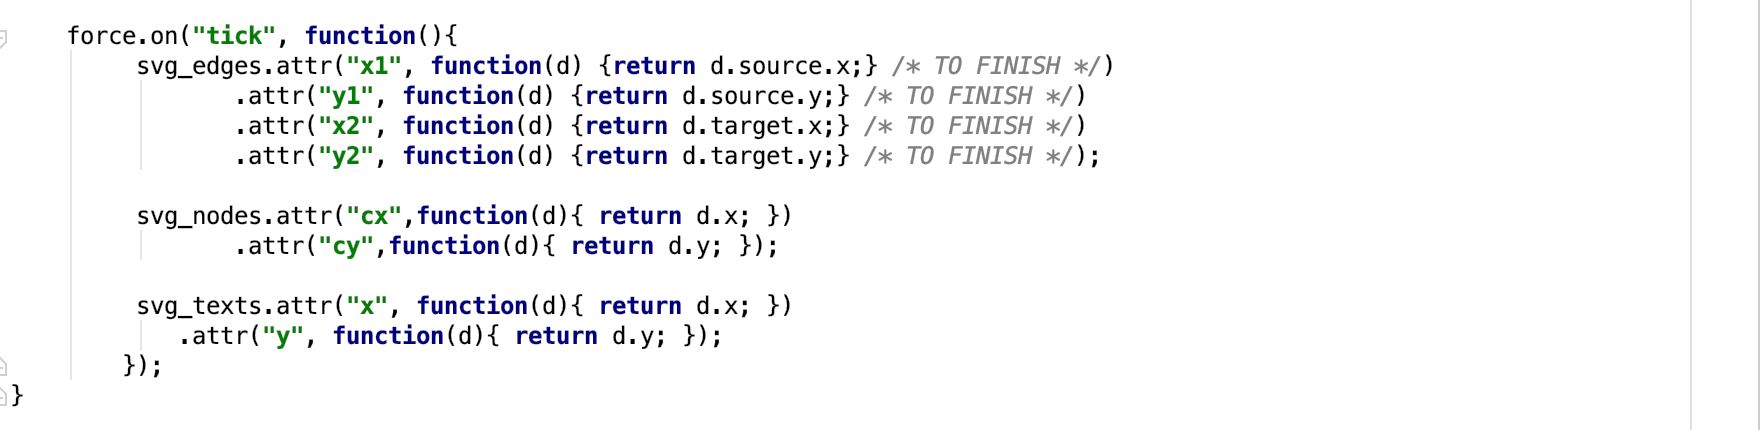 force.on("tick", function(){
svg_edges.attr("x1", function(d) {return d.source.x;} /* TO FINISH */)
.attr("y1", function(d) {return d.source.y;} /* TO FINISH */)
.attr("x2", function(d) {return d.target.x;} /* TO FINISH */)
.attr("y2", function(d) {return d.target.y;} /* TO FINISH */);
svg_nodes.attr("cx",function(d){ return d.x; })
.attr("cy",function(d){ return d.y; });
svg_texts.attr("x", function(d){ return d.x; })
.attr("y", function(d){ return d.y; });
});
}